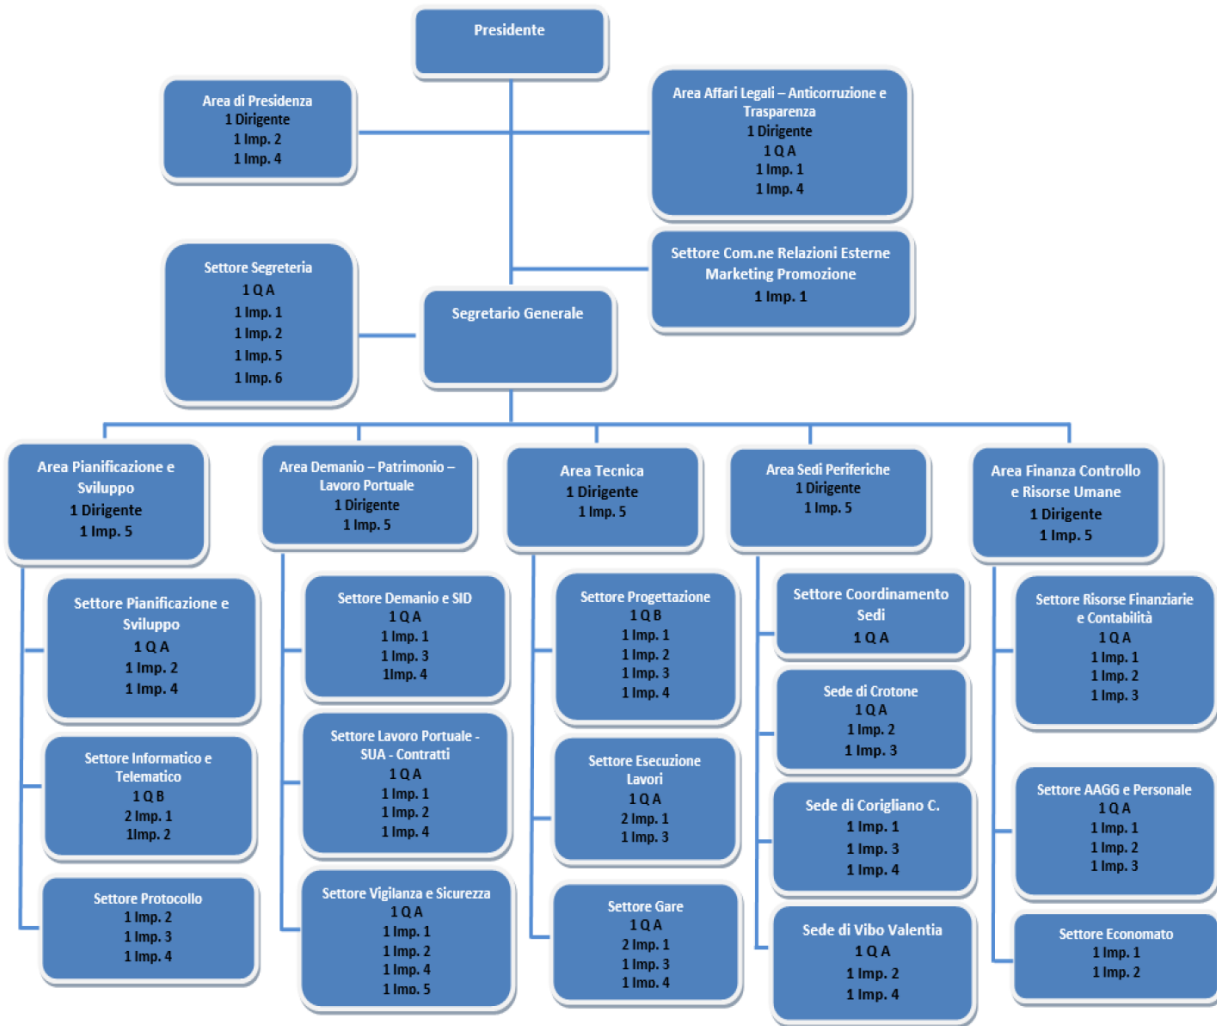 Presidente
Area di Presidenza
1 Dirigente
1 Imp. 2
1 Imp. 4
Area Affari Legali – Anticorruzione e
Trasparenza
1 Dirigente
1 Q A
1 Imp. 1
1 Imp. 4
Settore Com.ne Relazioni Esterne
Marketing Promozione
1 Imp. 1
Settore Segreteria
1 Q A
1 Imp. 1
1 Imp. 2
1 Imp. 5
1 Imp. 6
Segretario Generale
Area Pianificazione e
Sviluppo
1 Dirigente
1 Imp. 5
Settore Pianificazione e
Sviluppo
1 Q A
1 Imp. 2
1 Imp. 4
Settore Informatico e
Telematico
1 Q B
2 Imp. 1
1Imp. 2
Settore Protocollo
1 Imp. 2
1 Imp. 3
1 Imp. 4
Area Demanio – Patrimonio –
Lavoro Portuale
1 Dirigente
1 Imp. 5
Settore Demanio e SID
1 Q A
1 Imp. 1
1 Imp. 3
1Imp. 4
Settore Lavoro Portuale -
SUA - Contratti
1 Q A
1 Imp. 1
1 Imp. 2
1 Imp. 4
Settore Vigilanza e Sicurezza
1 Q A
1 Imp. 1
1 Imp. 2
1 Imp. 4
1 Imp. 5
Area Tecnica
1 Dirigente
1 Imp. 5
Settore Progettazione
1 Q B
1 Imp. 1
1 Imp. 2
1 Imp. 3
1 Imp. 4
Settore Esecuzione
Lavori
1 Q A
2 Imp. 1
1 Imp. 3
Settore Gare
1 Q A
2 Imp. 1
1 Imp. 3
1 Imp. 4
Area Sedi Periferiche
1 Dirigente
1 Imp. 5
Settore Coordinamento
Sedi
1 Q A
Sede di Crotone
1 Q A
1 Imp. 2
1 Imp. 3
Sede di Corigliano C.
1 Imp. 1
1 Imp. 3
1 Imp. 4
Sede di Vibo Valentia
1 Q A
1 Imp. 2
1 Imp. 4
Area Finanza Controllo
e Risorse Umane
1 Dirigente
1 Imp. 5
Settore Risorse Finanziarie
e Contabilità
1 Q A
1 Imp. 1
1 Imp. 2
1 Imp. 3
Settore AAGG e Personale
1 Q A
1 Imp. 1
1 Imp. 2
1 Imp. 3
Settore Economato
1 Imp. 1
1 Imp. 2